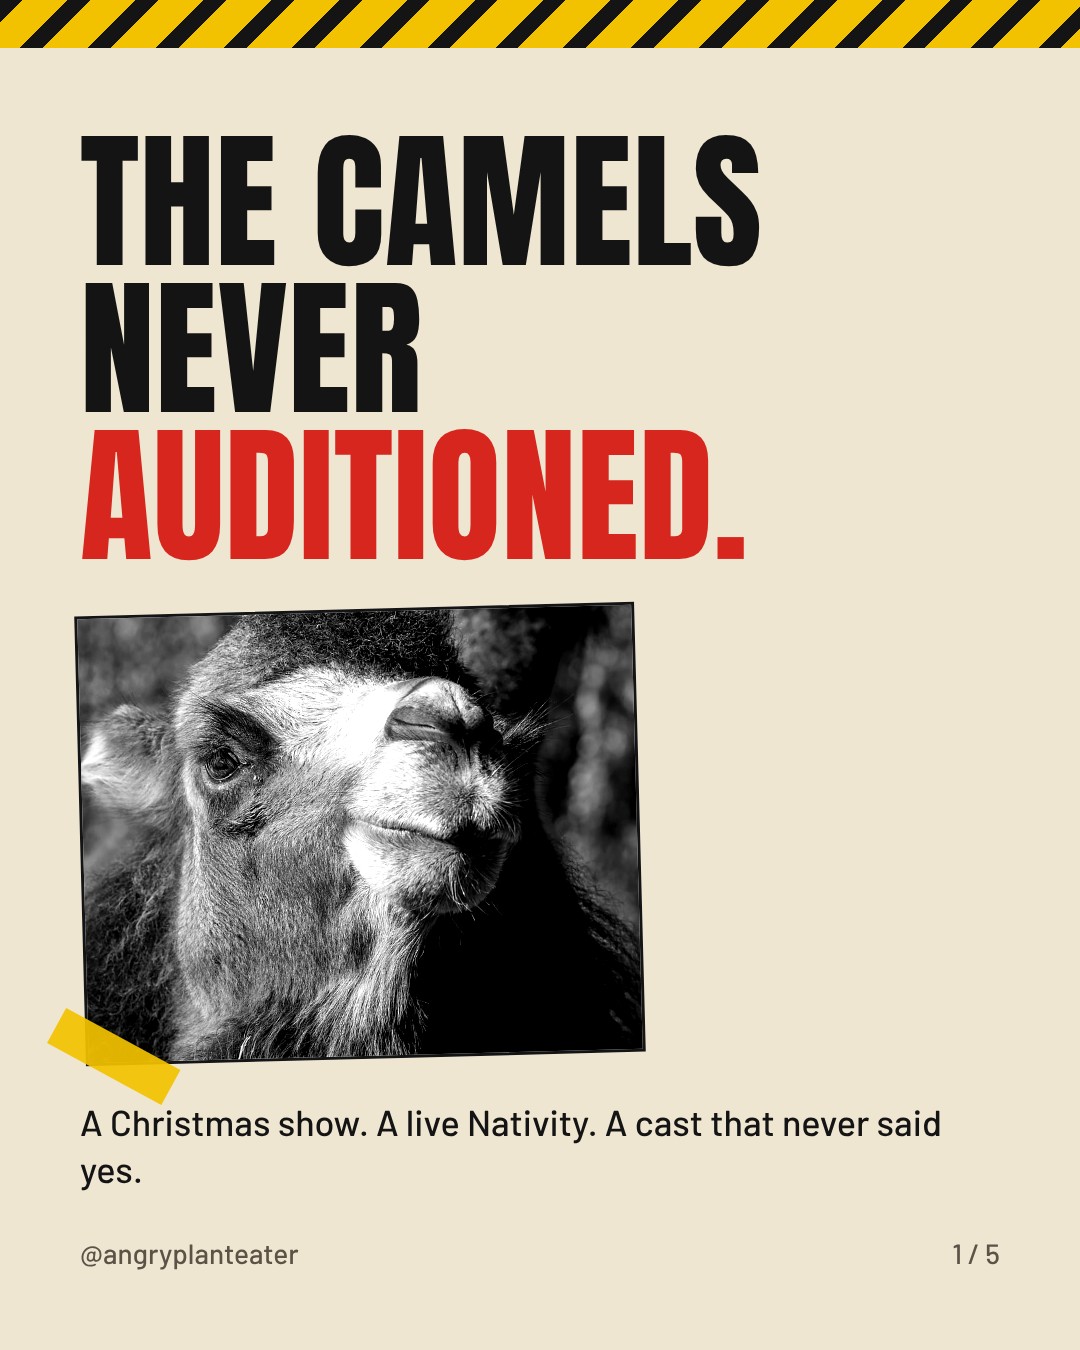 THE CAMELS
NEVER
AUDITIONED.
A Christmas show. A live Nativity. A cast that never said
yes.
@angryplanteater
1 / 5